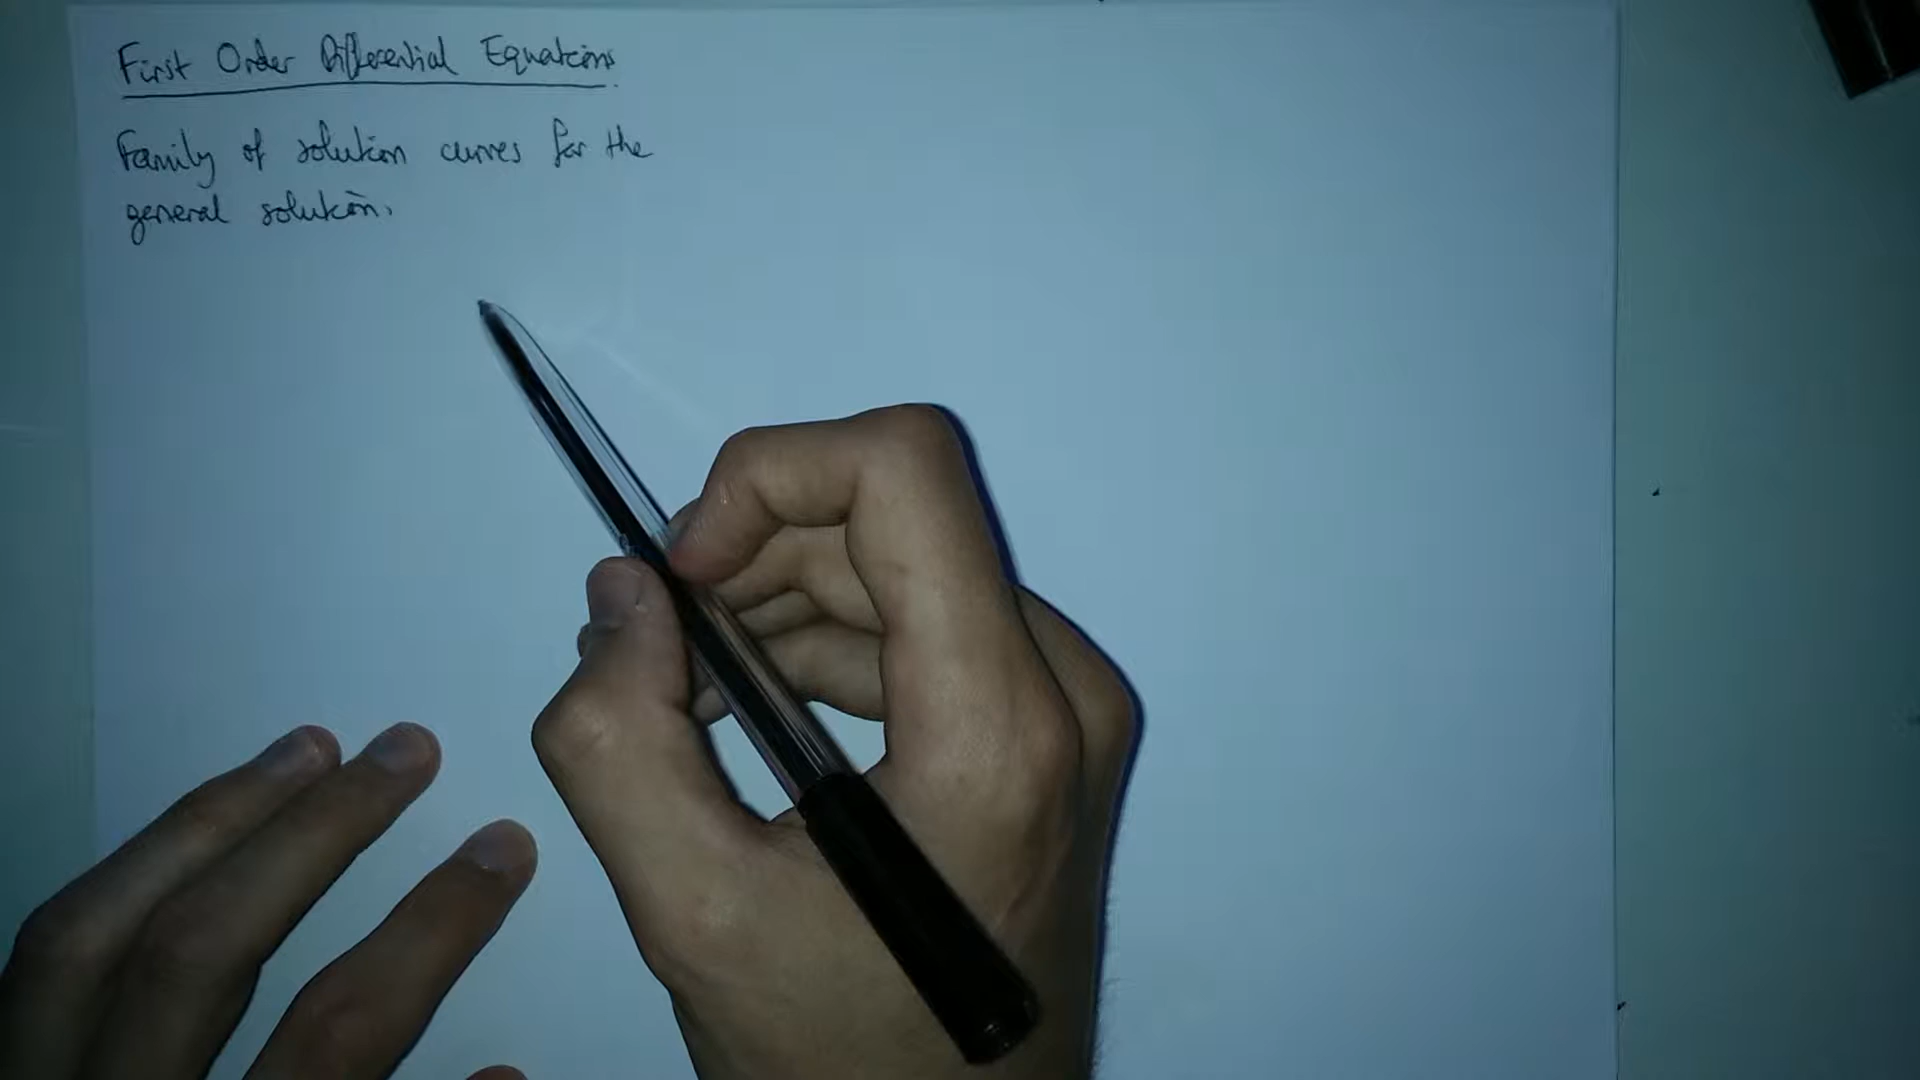 First Order Differential Equations.
Family of solution curves for the
general solution.